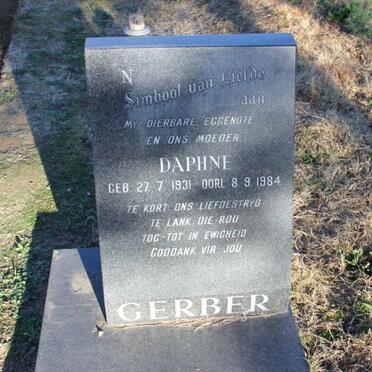 'N
Simbool van Liefde
aan
MY DIERBARE EGGENOTE
EN ONS MOEDER
DAPHNE
GEB. 27. 7. 1931 - OORL. 8. 9. 1984
TE KORT ONS LIEFDESTRYD
TE LANK DIE ROU
TOG-TOT IN EWIGHEID
GODDANK VIR JOU
GERBER